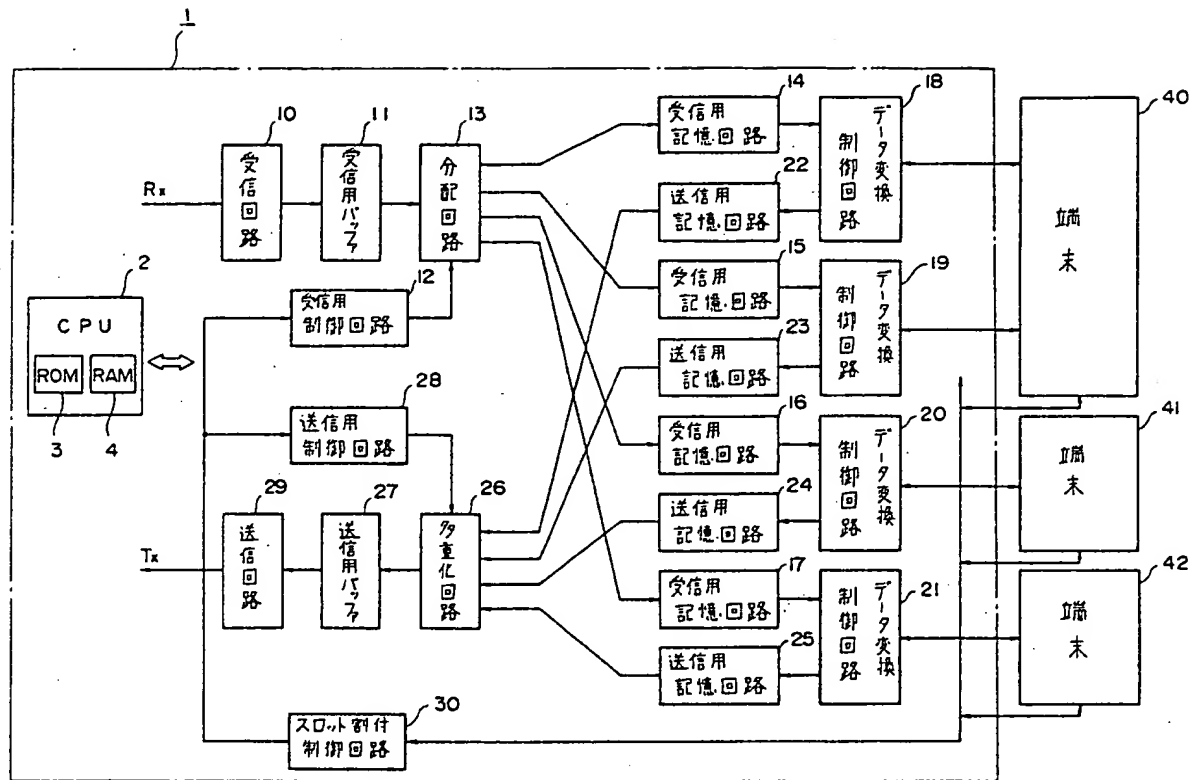 1
10
受信回路
11
受信用バッファ
13
分配回路
14
受信用
記憶回路
18
データ変換
制御回路
40
端末
Rx
22
送信用
記憶回路
12
受信用
制御回路
15
受信用
記憶回路
19
データ変換
制御回路
2
CPU
ROM
RAM
3
4
23
送信用
記憶回路
28
送信用
制御回路
16
受信用
記憶回路
20
データ変換
制御回路
41
端末
29
送信回路
27
送信用バッファ
26
多重化回路
24
送信用
記憶回路
Tx
17
受信用
記憶回路
21
データ変換
制御回路
42
端末
25
送信用
記憶回路
30
スロット割付
制御回路